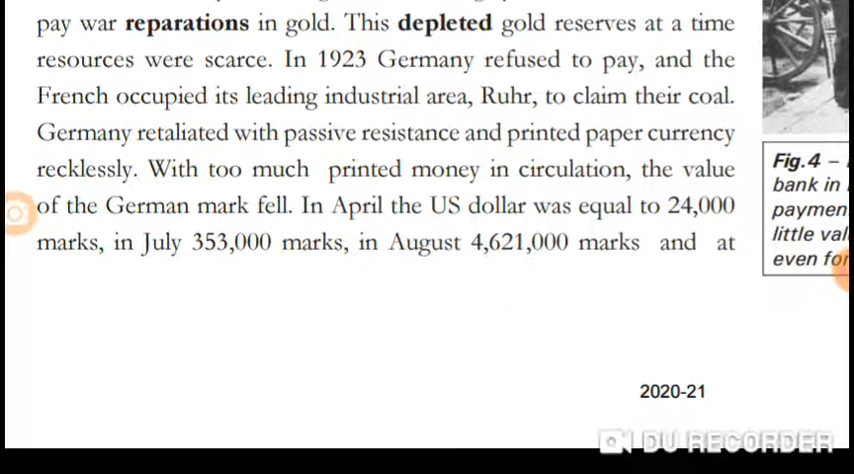 pay war reparations in gold. This depleted gold reserves at a time
resources were scarce. In 1923 Germany refused to pay, and the
French occupied its leading industrial area, Ruhr, to claim their coal.
Germany retaliated with passive resistance and printed paper currency
recklessly. With too much printed money in circulation, the value
of the German mark fell. In April the US dollar was equal to 24,000
marks, in July 353,000 marks, in August 4,621,000 marks and at
Fig.4 –
bank in
paymen
little val
even for
2020-21
DU RECORDER